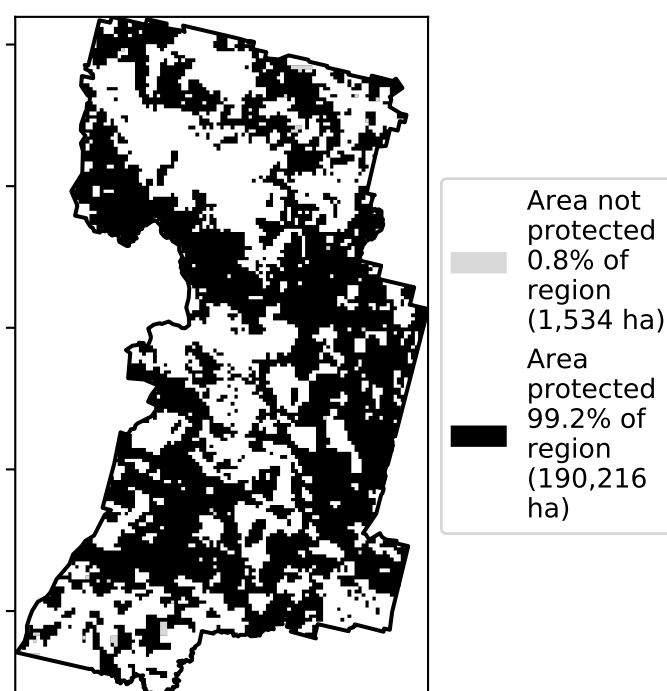 Area not
protected
0.8% of
region
(1,534 ha)
Area
protected
99.2% of
region
(190,216
ha)